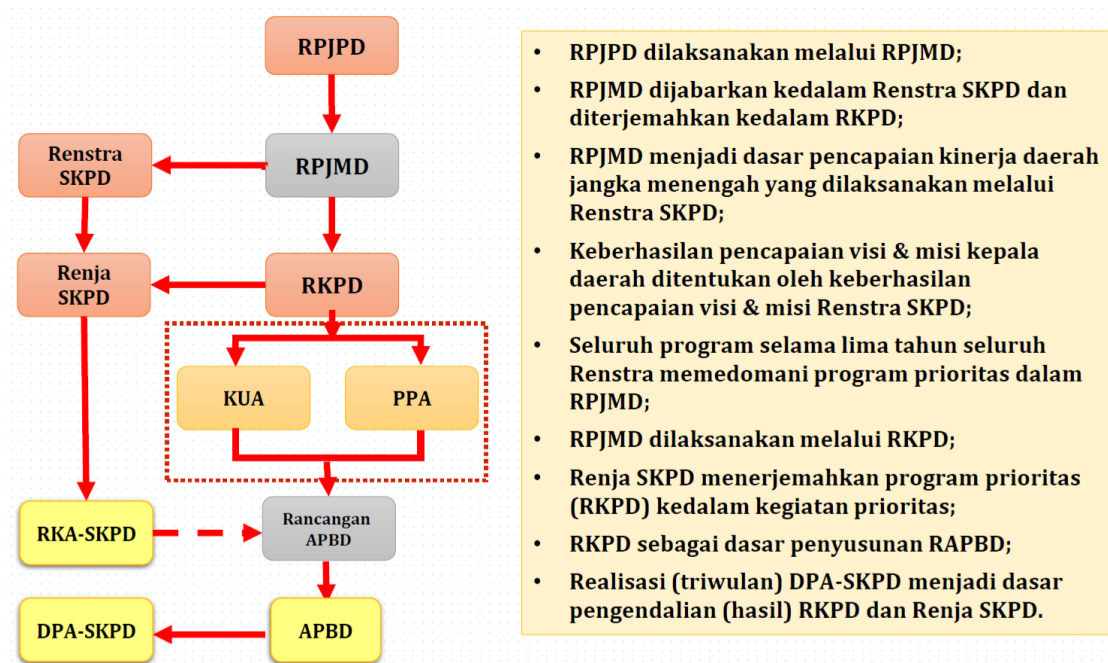 RPJPD
Renstra
SKPD
RPJMD
Renja
SKPD
RKPD
KUA
PPA
RKA-SKPD
Rancangan
APBD
DPA-SKPD
APBD
• RPJPD dilaksanakan melalui RPJMD;
• RPJMD dijabarkan kedalam Renstra SKPD dan
diterjemahkan kedalam RKPD;
• RPJMD menjadi dasar pencapaian kinerja daerah
jangka menengah yang dilaksanakan melalui
Renstra SKPD;
• Keberhasilan pencapaian visi & misi kepala
daerah ditentukan oleh keberhasilan
pencapaian visi & misi Renstra SKPD;
• Seluruh program selama lima tahun seluruh
Renstra memedomani program prioritas dalam
RPJMD;
• RPJMD dilaksanakan melalui RKPD;
• Renja SKPD menerjemahkan program prioritas
(RKPD) kedalam kegiatan prioritas;
• RKPD sebagai dasar penyusunan RAPBD;
• Realisasi (triwulan) DPA-SKPD menjadi dasar
pengendalian (hasil) RKPD dan Renja SKPD.